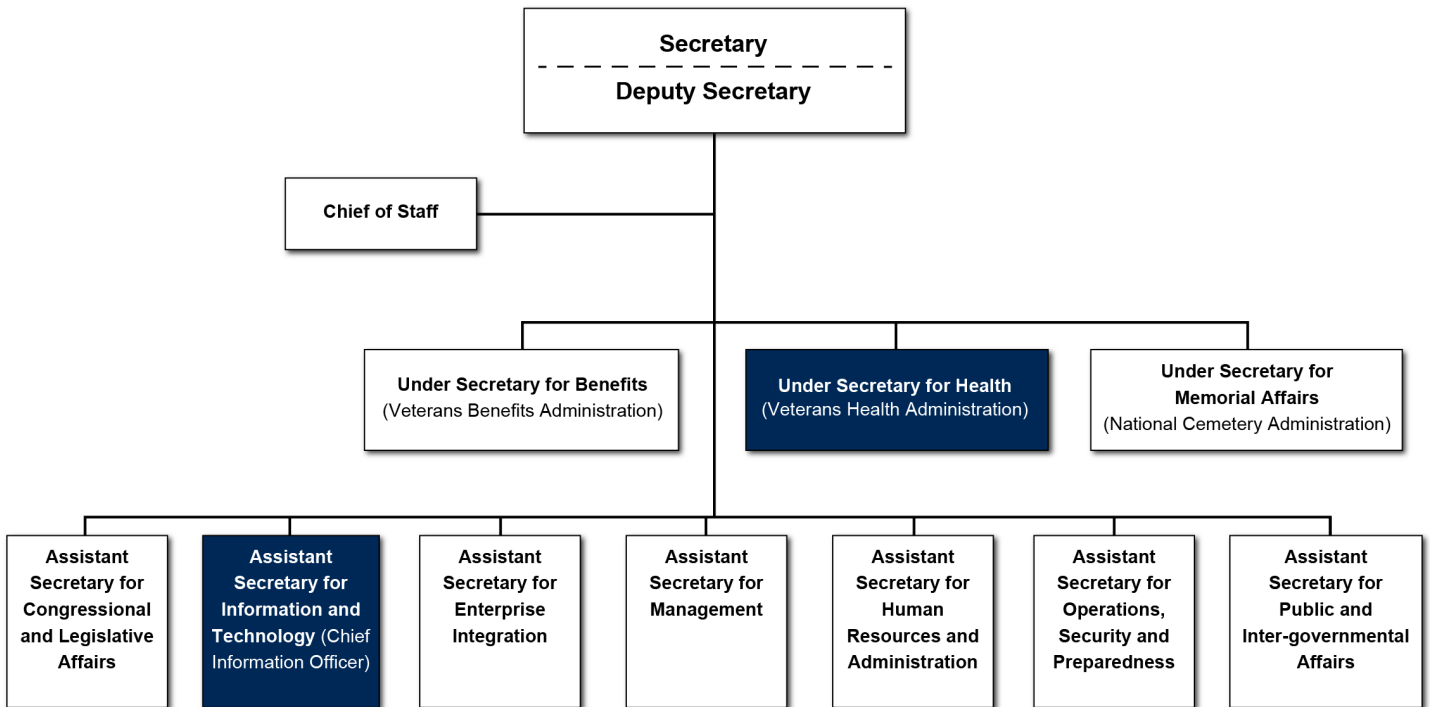 Secretary
Deputy Secretary
Chief of Staff
Under Secretary for Benefits
(Veterans Benefits Administration)
Under Secretary for Health
(Veterans Health Administration)
Under Secretary for
Memorial Affairs
(National Cemetery Administration)
Assistant
Secretary for
Congressional
and Legislative
Affairs
Assistant
Secretary for
Information and
Technology (Chief
Information Officer)
Assistant
Secretary for
Enterprise
Integration
Assistant
Secretary for
Management
Assistant
Secretary for
Human
Resources and
Administration
Assistant
Secretary for
Operations,
Security and
Preparedness
Assistant
Secretary for
Public and
Inter-governmental
Affairs